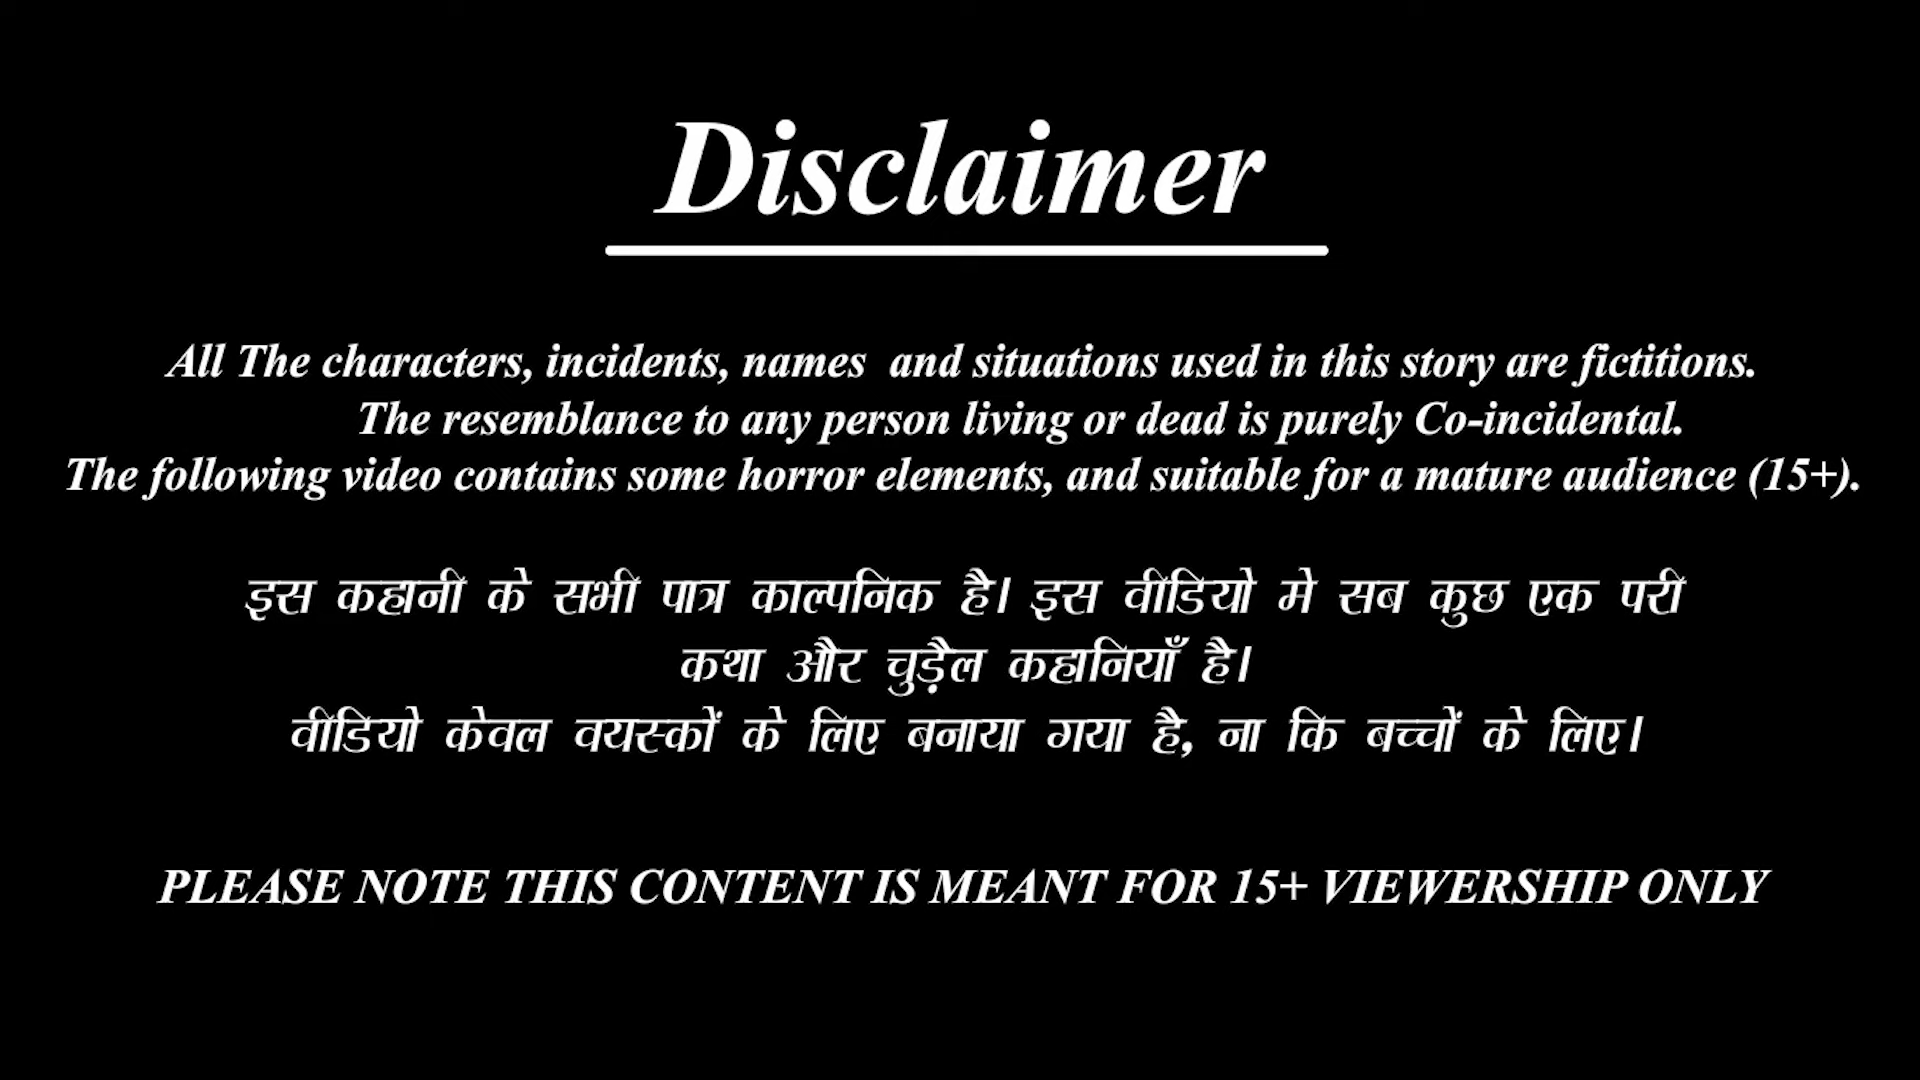 Disclaimer
All The characters, incidents, names and situations used in this story are fictitions.
The resemblance to any person living or dead is purely Co-incidental.
The following video contains some horror elements, and suitable for a mature audience (15+).
इस कहानी के सभी पात्र काल्पनिक है। इस वीडियो मे सब कुछ एक परी
कथा और चुड़ैल कहानियाँ है।
वीडियो केवल वयस्कों के लिए बनाया गया है, ना कि बच्चों के लिए।
PLEASE NOTE THIS CONTENT IS MEANT FOR 15+ VIEWERSHIP ONLY